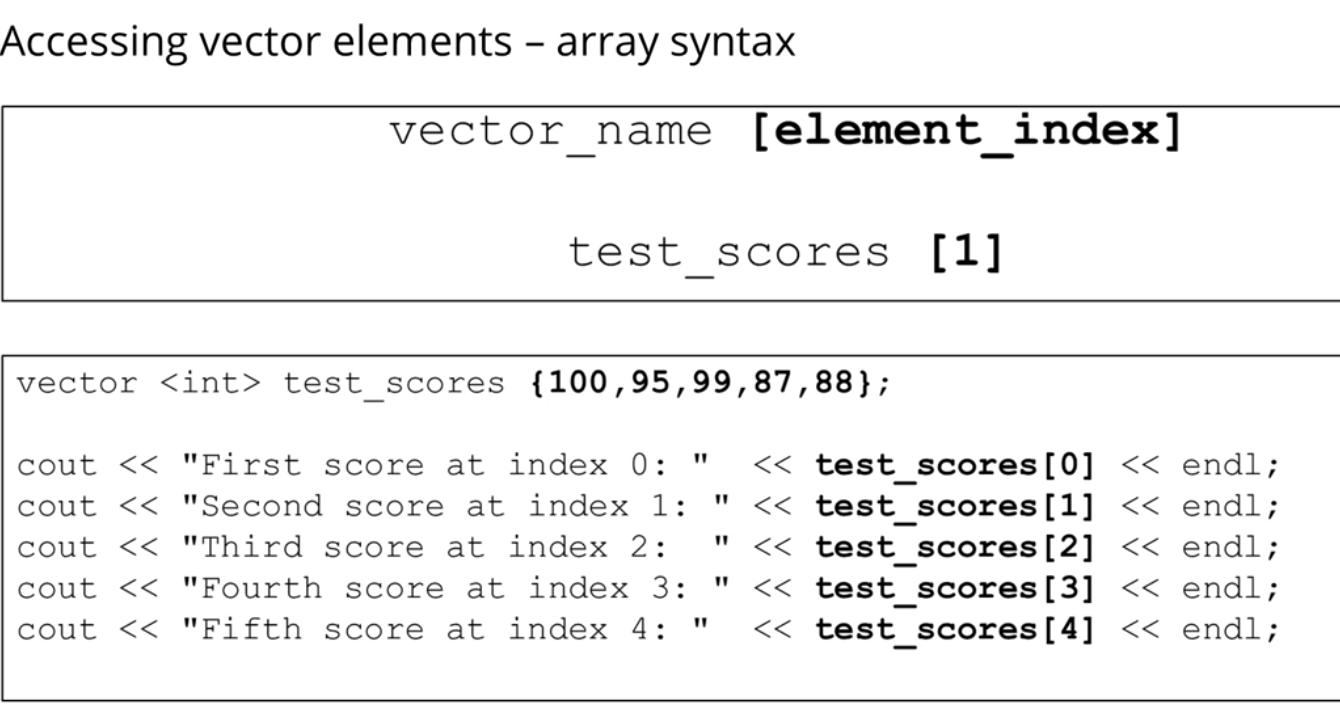 Accessing vector elements – array syntax
vector_name [element_index]
test_scores [1]
vector <int> test_scores {100,95,99,87,88};
cout << "First score at index 0: "  << test_scores[0] << endl;
cout << "Second score at index 1: " << test_scores[1] << endl;
cout << "Third score at index 2:  " << test_scores[2] << endl;
cout << "Fourth score at index 3: " << test_scores[3] << endl;
cout << "Fifth score at index 4: "  << test_scores[4] << endl;